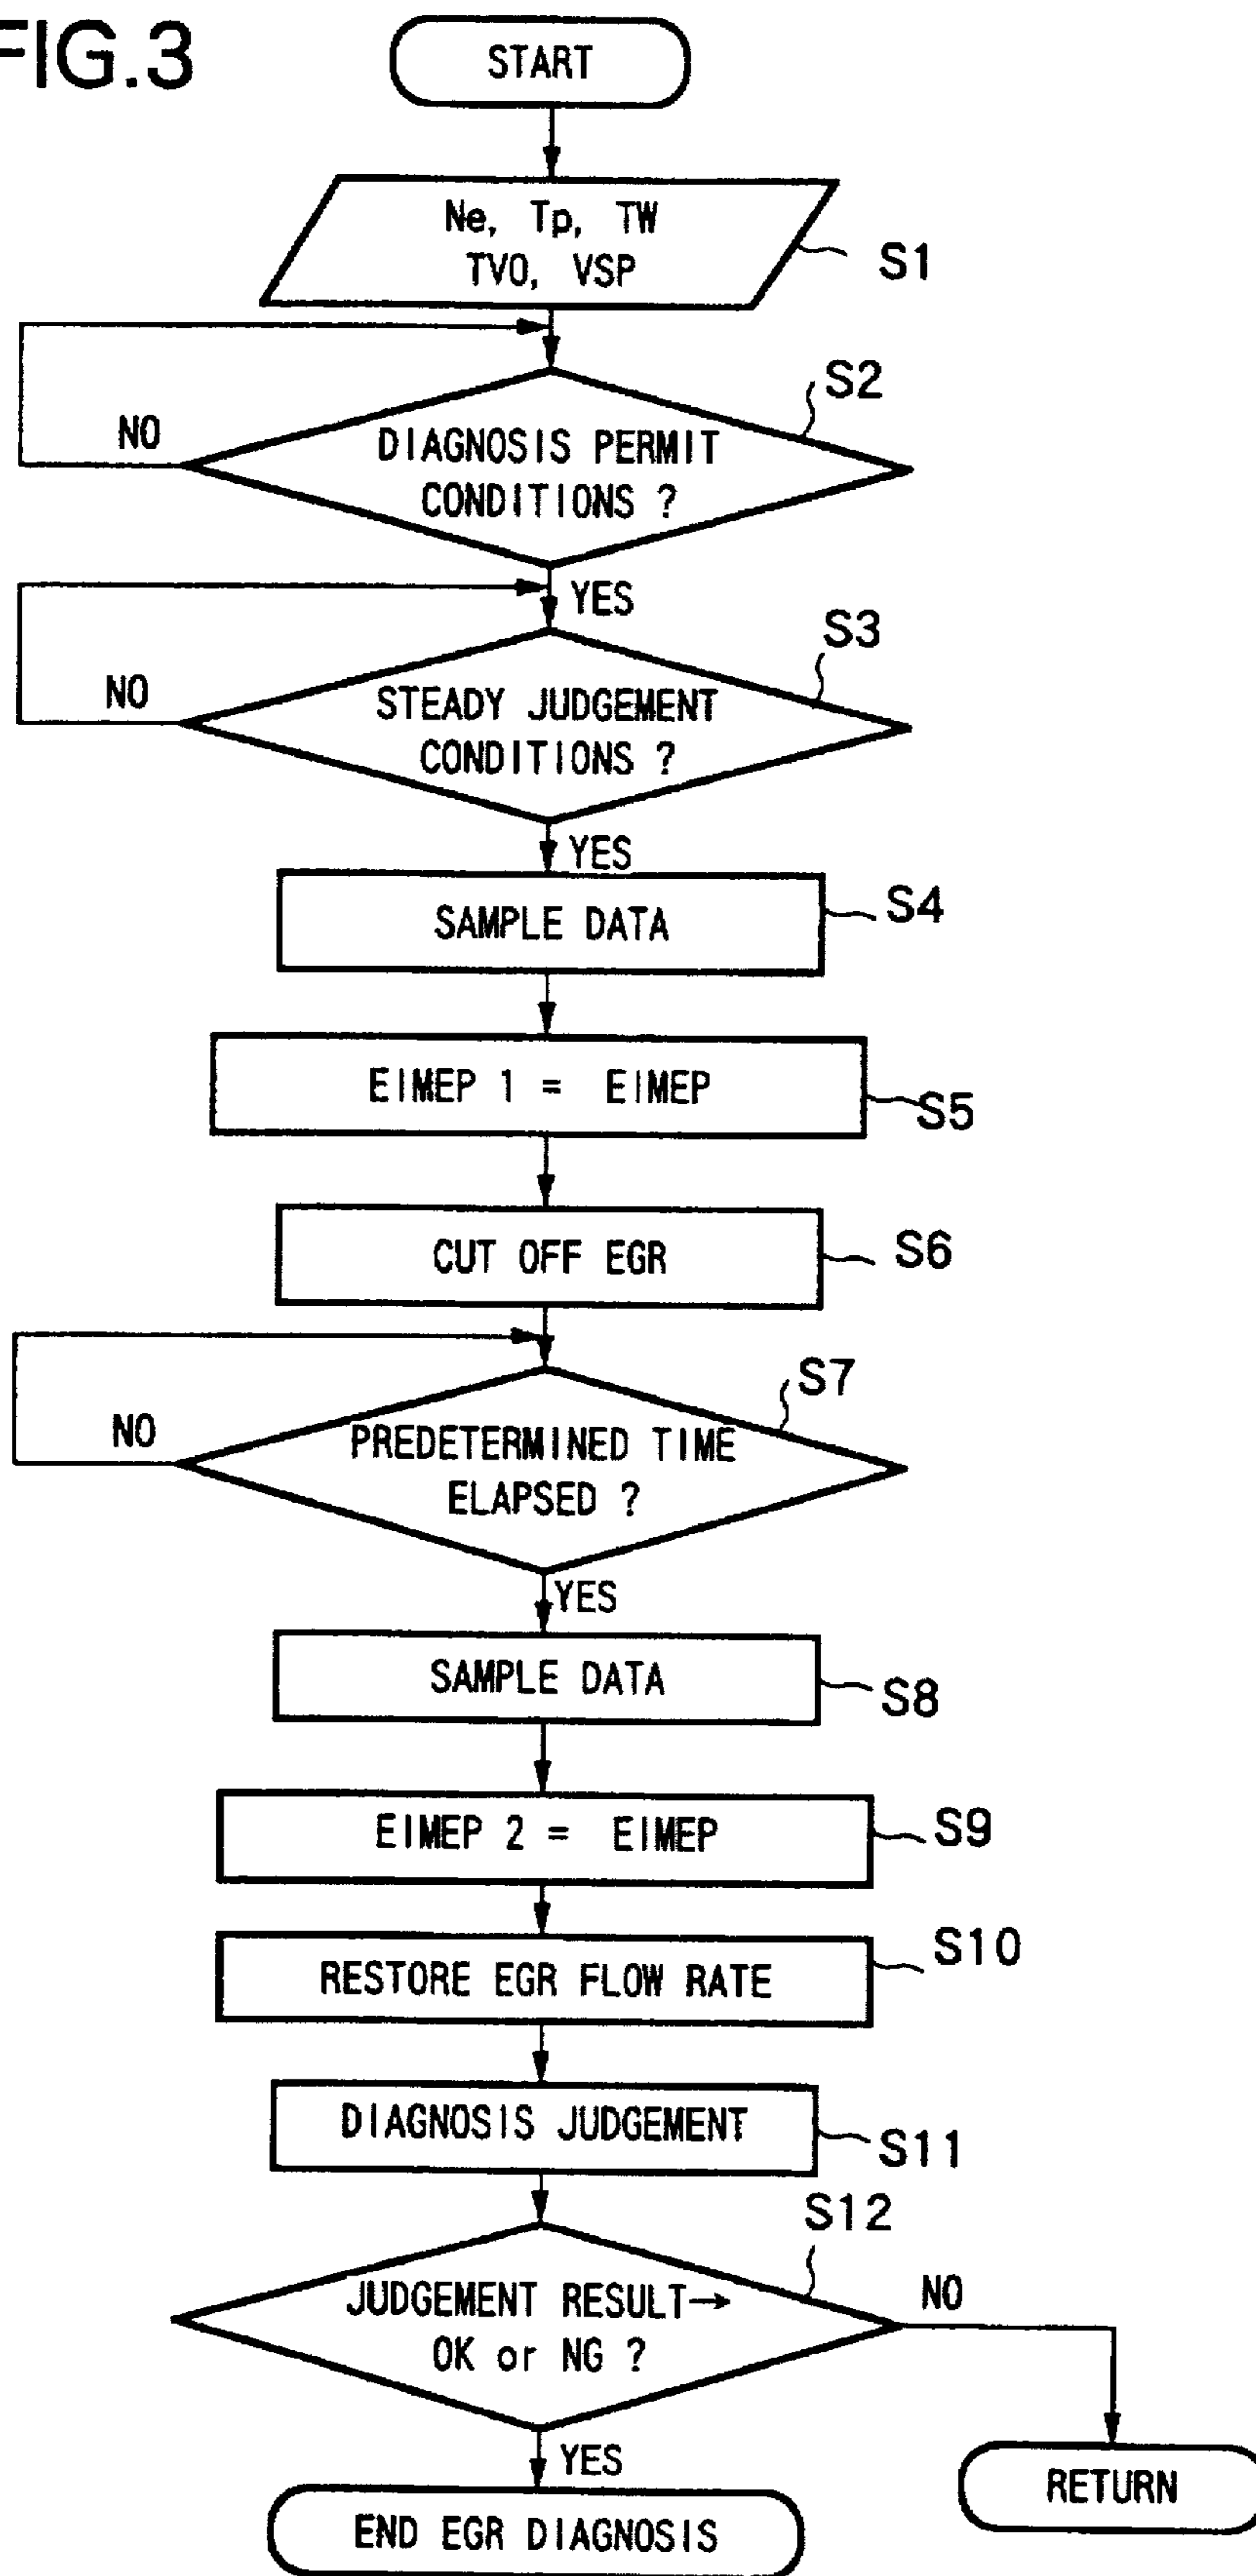 FIG.3
START
Ne, Tp, TW
TVO, VSP
S1
S2
NO
DIAGNOSIS PERMIT
CONDITIONS ?
YES
S3
NO
STEADY JUDGEMENT
CONDITIONS ?
YES
SAMPLE DATA
S4
EIMEP 1 = EIMEP
S5
CUT OFF EGR
S6
S7
NO
PREDETERMINED TIME
ELAPSED ?
YES
SAMPLE DATA
S8
EIMEP 2 = EIMEP
S9
RESTORE EGR FLOW RATE
S10
DIAGNOSIS JUDGEMENT
S11
S12
JUDGEMENT RESULT→
OK or NG ?
NO
YES
RETURN
END EGR DIAGNOSIS